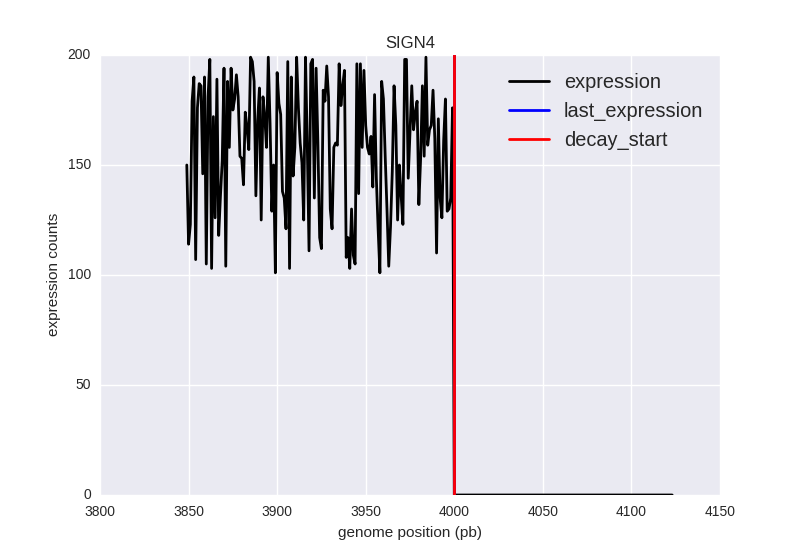 SIGN4
200
150
100
50
0
expression counts
expression
last_expression
decay_start
3800 3850 3900 3950 4000 4050 4100 4150
genome position (pb)